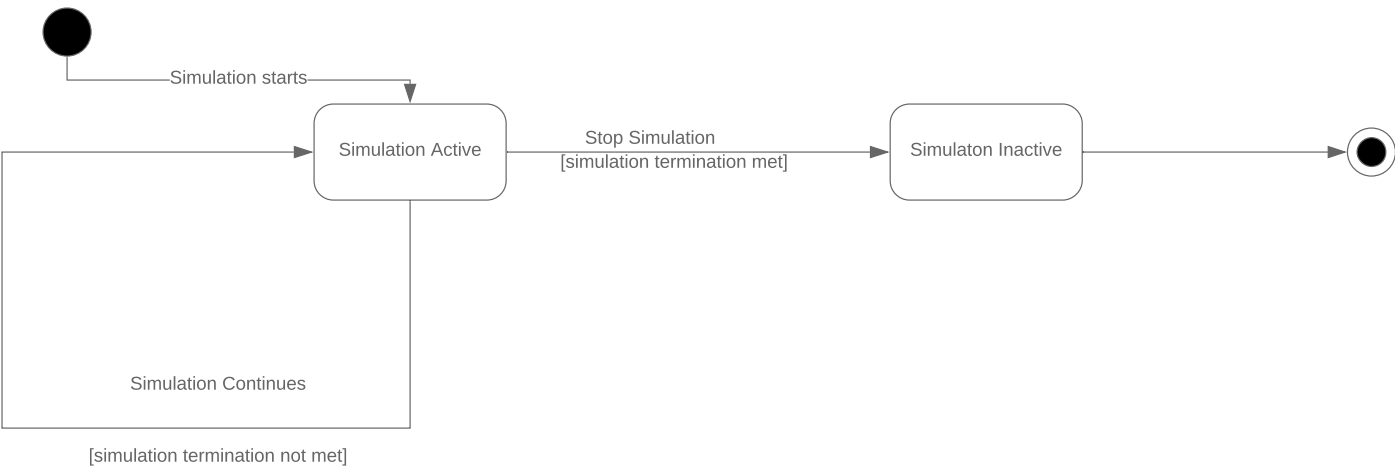 Simulation starts
Simulation Active
Stop Simulation
[simulation termination met]
Simulaton Inactive
Simulation Continues
[simulation termination not met]